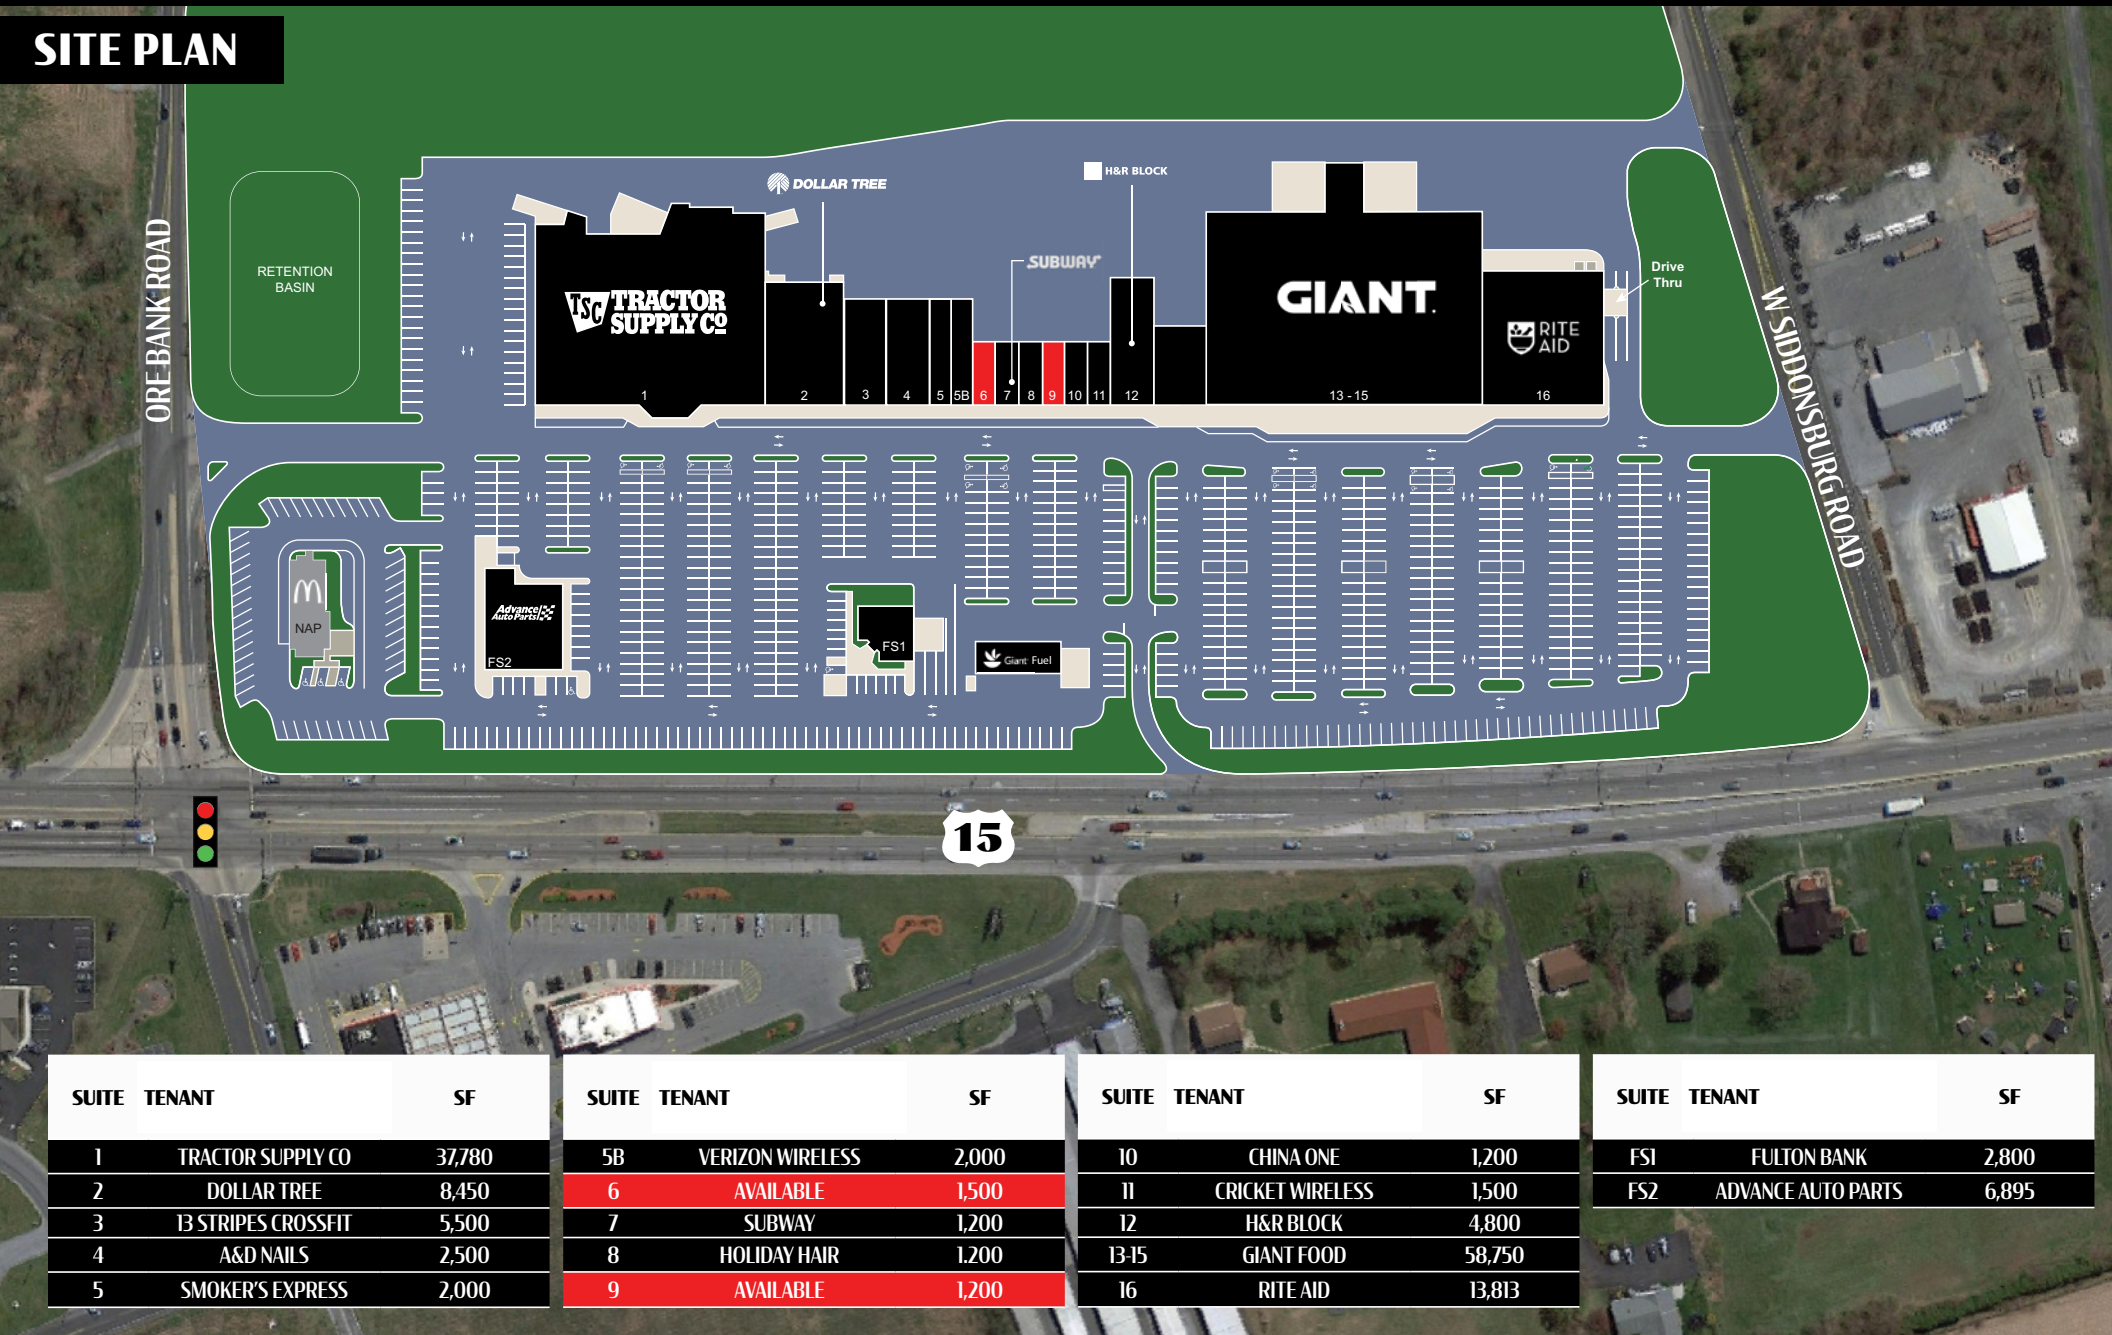 SITE PLAN
DOLLAR TREE
H&R BLOCK
SUBWAY
ORE BANK ROAD
RETENTION
BASIN
TSC TRACTOR
SUPPLY CO
GIANT
RITE
AID
Drive
Thru
W SIDDONSBURG ROAD
1
2
3
4
5
5B
6
7
8
9
10
11
12
13 - 15
16
NAP
Advance
Auto Parts
FS2
FS1
Giant Fuel
15
SUITE TENANT SF
1 TRACTOR SUPPLY CO 37,780
2 DOLLAR TREE 8,450
3 13 STRIPES CROSSFIT 5,500
4 A&D NAILS 2,500
5 SMOKER'S EXPRESS 2,000
SUITE TENANT SF
5B VERIZON WIRELESS 2,000
6 AVAILABLE 1,500
7 SUBWAY 1,200
8 HOLIDAY HAIR 1.200
9 AVAILABLE 1,200
SUITE TENANT SF
10 CHINA ONE 1,200
11 CRICKET WIRELESS 1,500
12 H&R BLOCK 4,800
13-15 GIANT FOOD 58,750
16 RITE AID 13,813
SUITE TENANT SF
FS1 FULTON BANK 2,800
FS2 ADVANCE AUTO PARTS 6,895